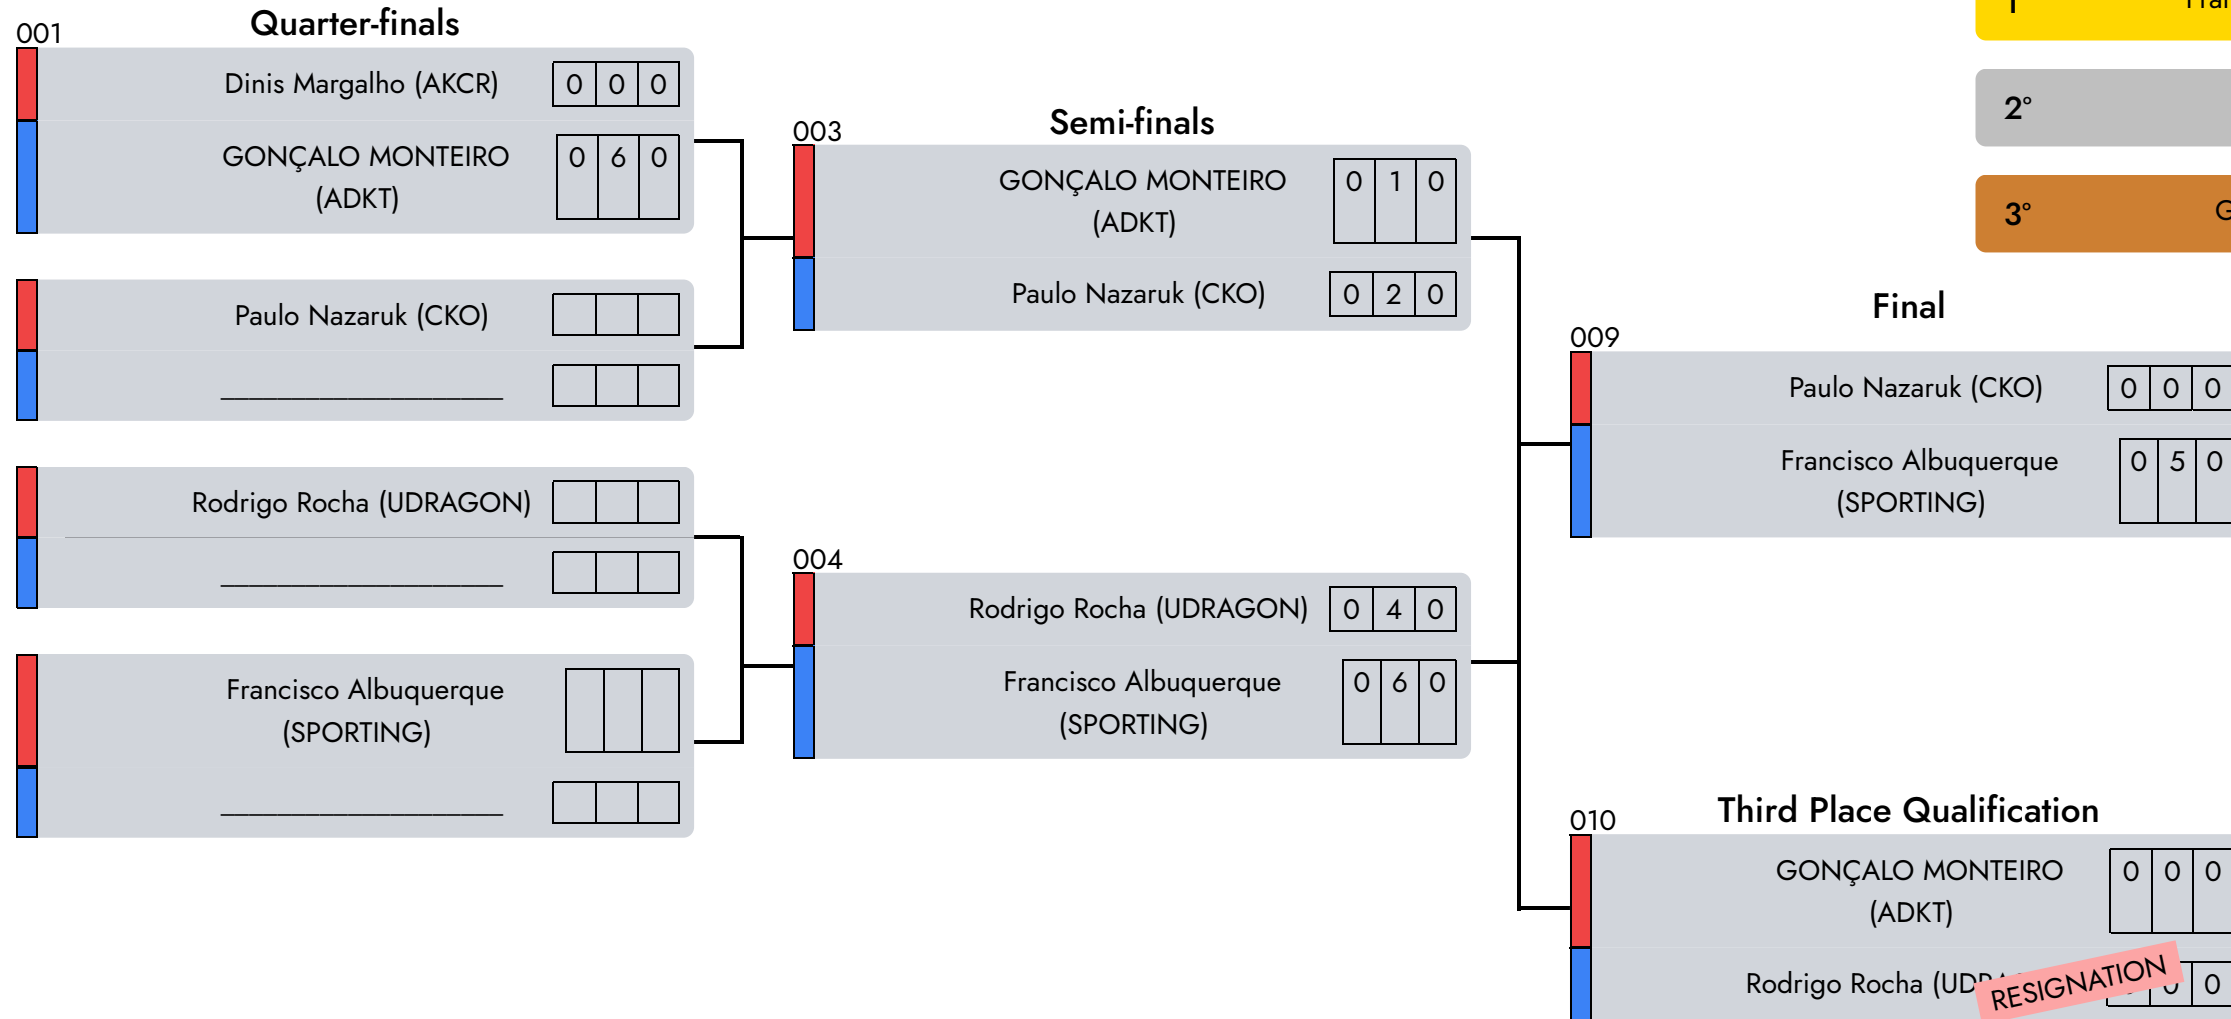 Quarter-finals
001
Dinis Margalho (AKCR) 0 0 0
GONÇALO MONTEIRO 0 6 0
(ADKT)
Paulo Nazaruk (CKO)
Rodrigo Rocha (UDRAGON)
Francisco Albuquerque
(SPORTING)
Semi-finals
003
GONÇALO MONTEIRO 0 1 0
(ADKT)
Paulo Nazaruk (CKO) 0 2 0
004
Rodrigo Rocha (UDRAGON) 0 4 0
Francisco Albuquerque 0 6 0
(SPORTING)
2º
3º
Final
009
Paulo Nazaruk (CKO) 0 0 0
Francisco Albuquerque 0 5 0
(SPORTING)
Third Place Qualification
010
GONÇALO MONTEIRO 0 0 0
(ADKT)
Rodrigo Rocha 0
RESIGNATION